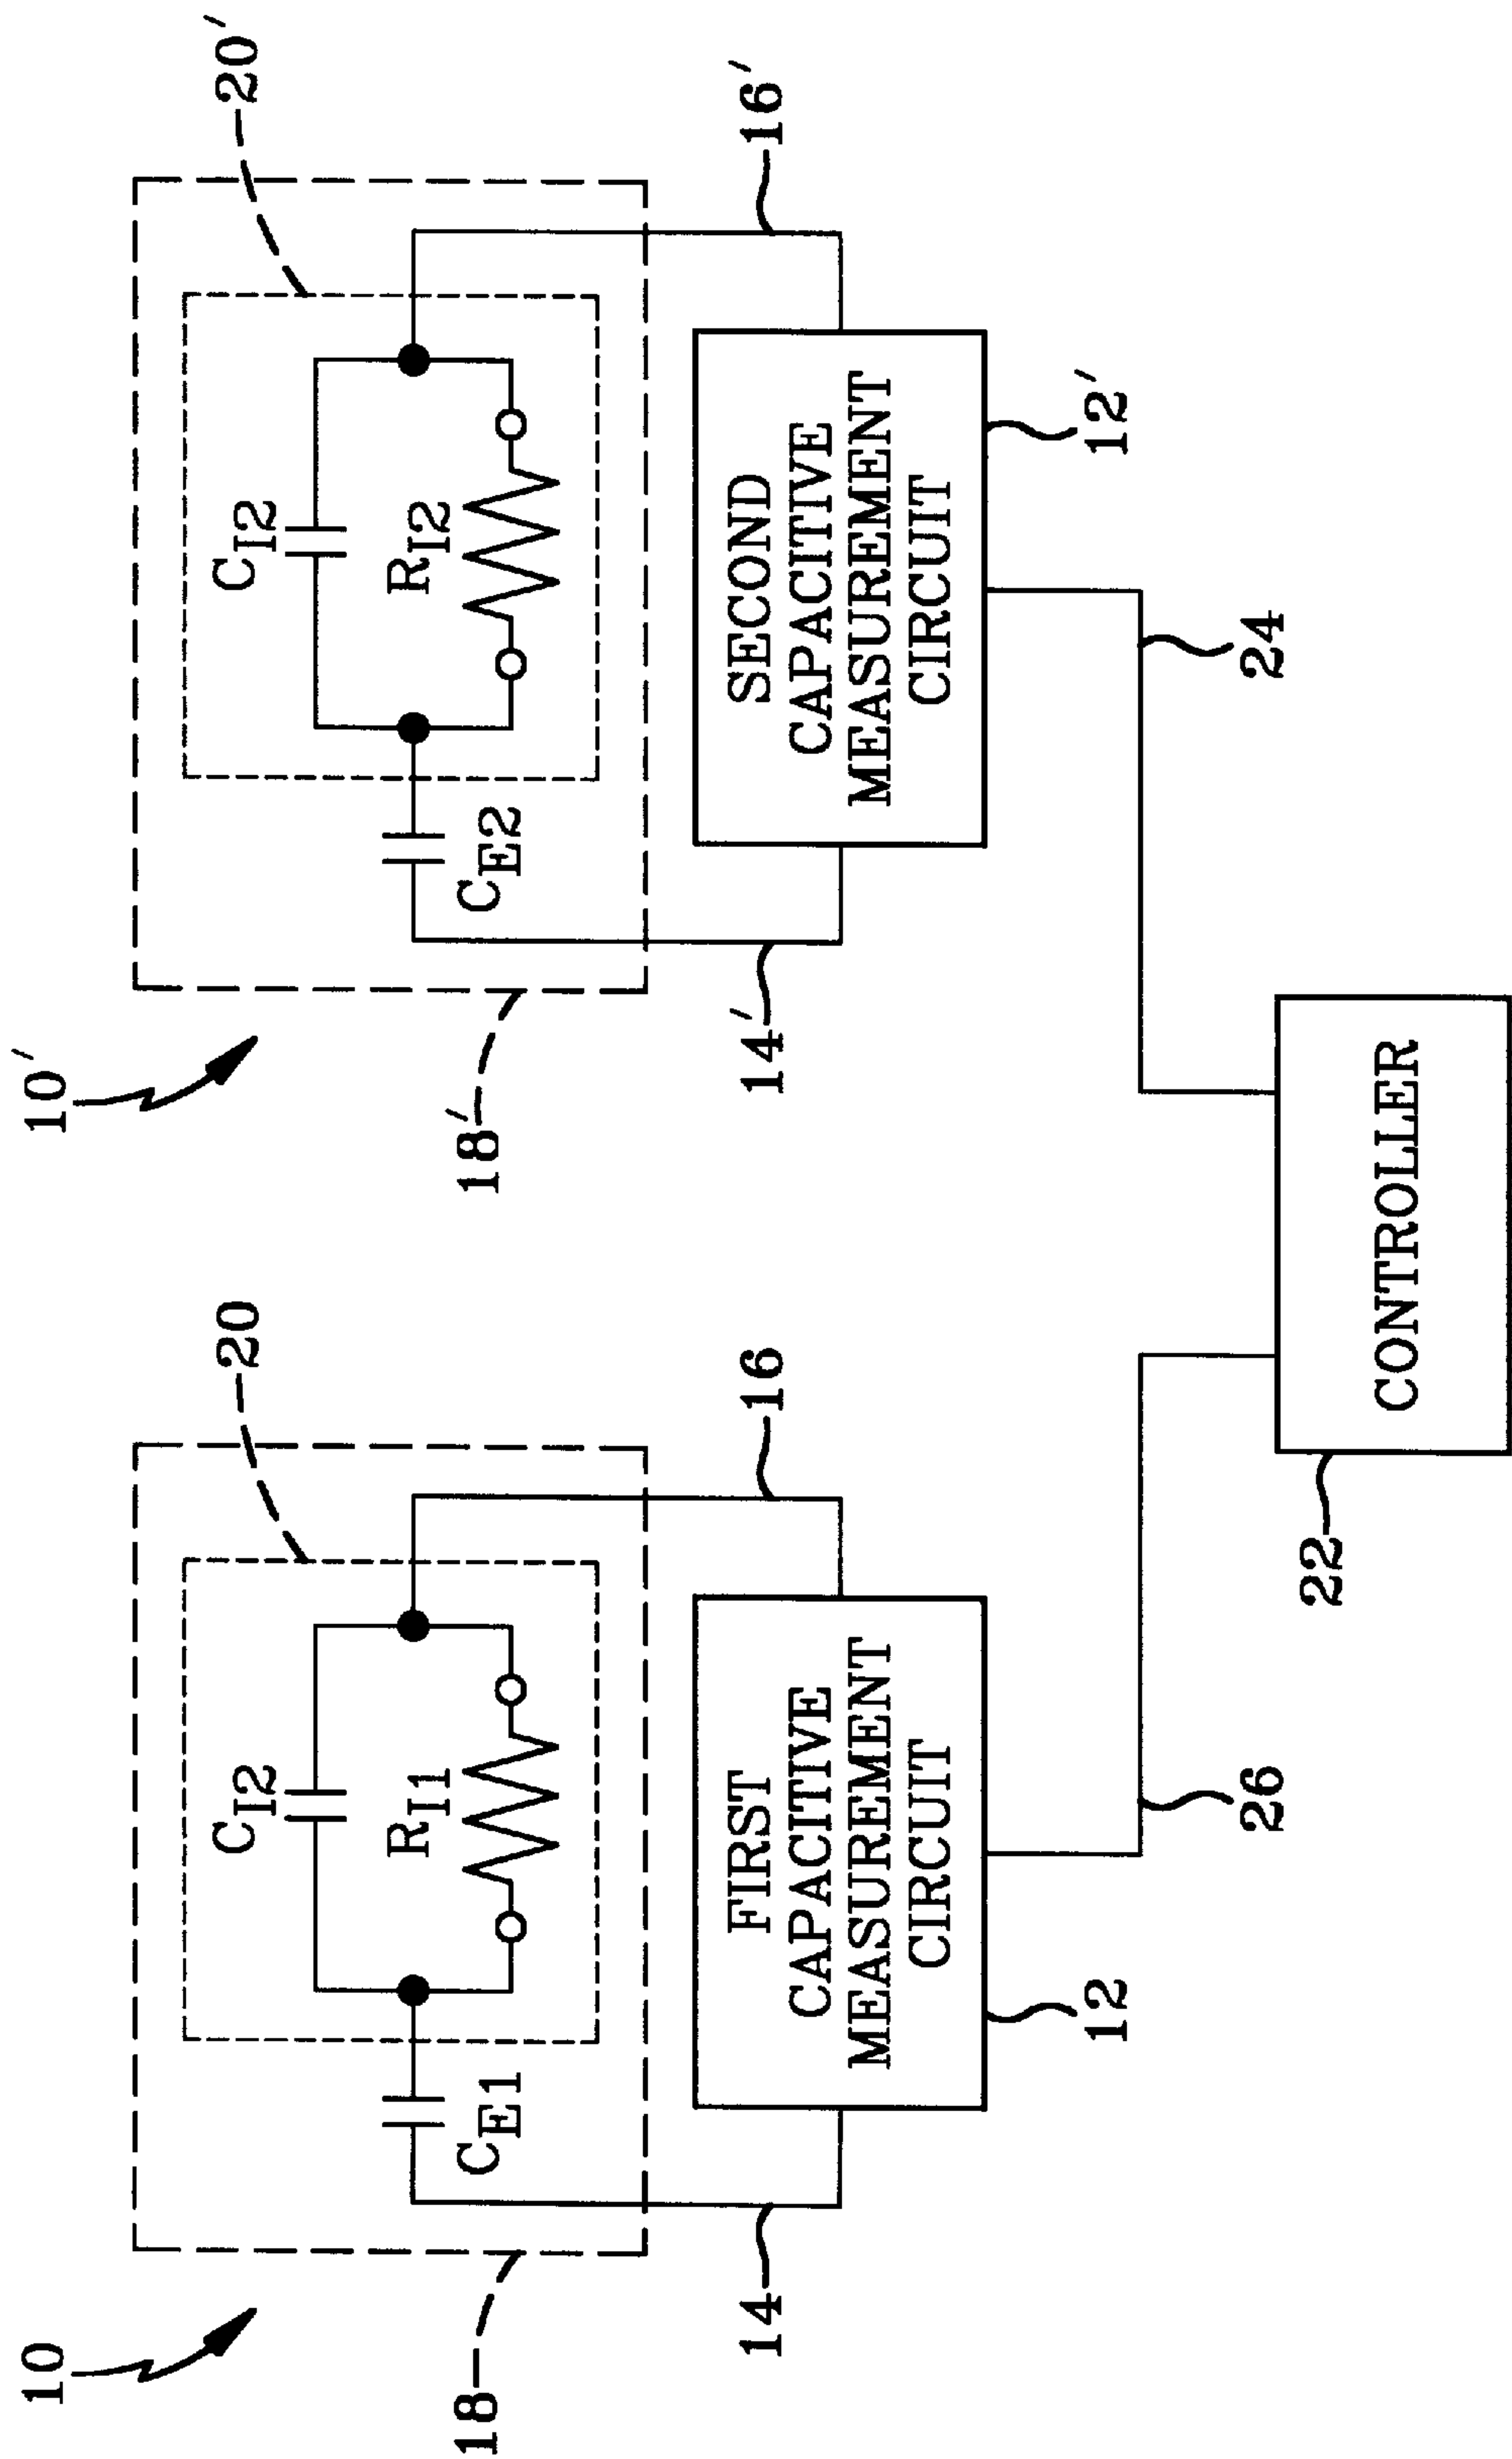 10
18
20
C_I2
R_I1
C_E1
14
16
FIRST
CAPACITIVE
MEASUREMENT
CIRCUIT
12
26
10'
18'
20'
C_I2
R_I2
C_E2
14'
16'
SECOND
CAPACITIVE
MEASUREMENT
CIRCUIT
12'
24
22
CONTROLLER